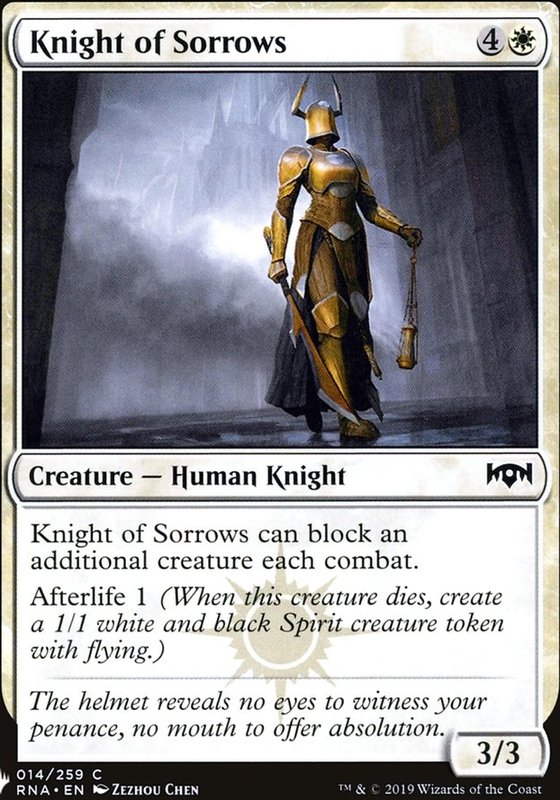 Knight of Sorrows
4
Creature — Human Knight
Knight of Sorrows can block an
additional creature each combat.
Afterlife 1 (When this creature dies, create
a 1/1 white and black Spirit creature token
with flying.)
The helmet reveals no eyes to witness your
penance, no mouth to offer absolution.
3/3
014/259 C
RNA • EN Zezhou Chen
™ & © 2019 Wizards of the Coast